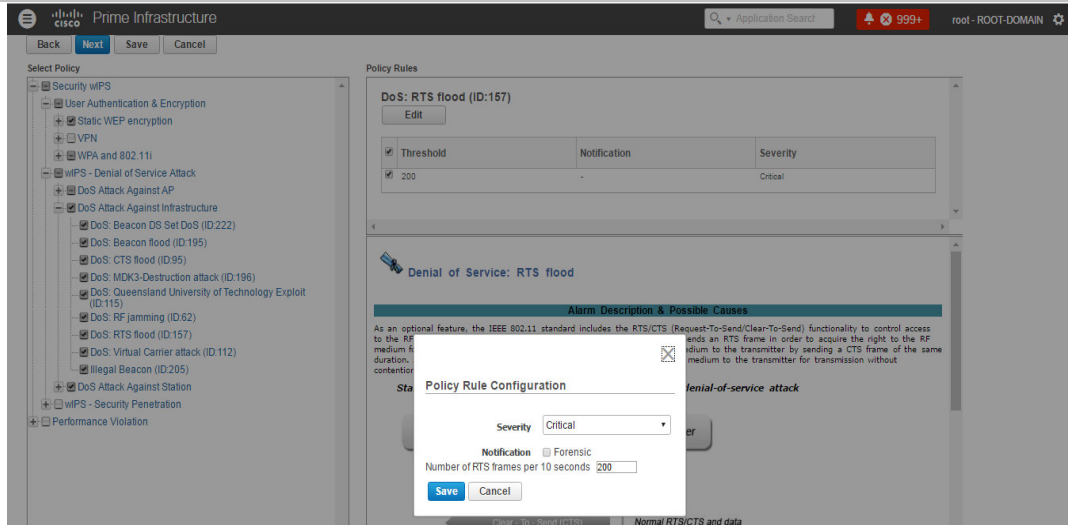 cisco Prime Infrastructure
Application Search
999+
root - ROOT-DOMAIN
Back Next Save Cancel
Select Policy
Security wIPS
User Authentication & Encryption
Static WEP encryption
VPN
WPA and 802.11i
wIPS - Denial of Service Attack
DoS Attack Against AP
DoS Attack Against Infrastructure
DoS: Beacon DS Set DoS (ID:222)
DoS: Beacon flood (ID:195)
DoS: CTS flood (ID:95)
DoS: MDK3-Destruction attack (ID:196)
DoS: Queensland University of Technology Exploit
(ID:115)
DoS: RF jamming (ID:62)
DoS: RTS flood (ID:157)
DoS: Virtual Carrier attack (ID:112)
Illegal Beacon (ID:205)
DoS Attack Against Station
wIPS - Security Penetration
Performance Violation
Policy Rules
DoS: RTS flood (ID:157)
Edit
Threshold Notification Severity
200 - Critical
Denial of Service: RTS flood
Alarm Description & Possible Causes
As an optional feature, the IEEE 802.11 standard includes the RTS/CTS (Request-To-Send/Clear-To-Send) functionality to control access
to the RF ends an RTS frame in order to acquire the right to the RF
medium dium to the transmitter by sending a CTS frame of the same
duration. medium to the transmitter for transmission without
contention
denial-of-service attack
Policy Rule Configuration
Severity Critical
Notification Forensic
Number of RTS frames per 10 seconds 200
Save Cancel
er
Clear - To - Send (CTS)
Normal RTS/CTS and data